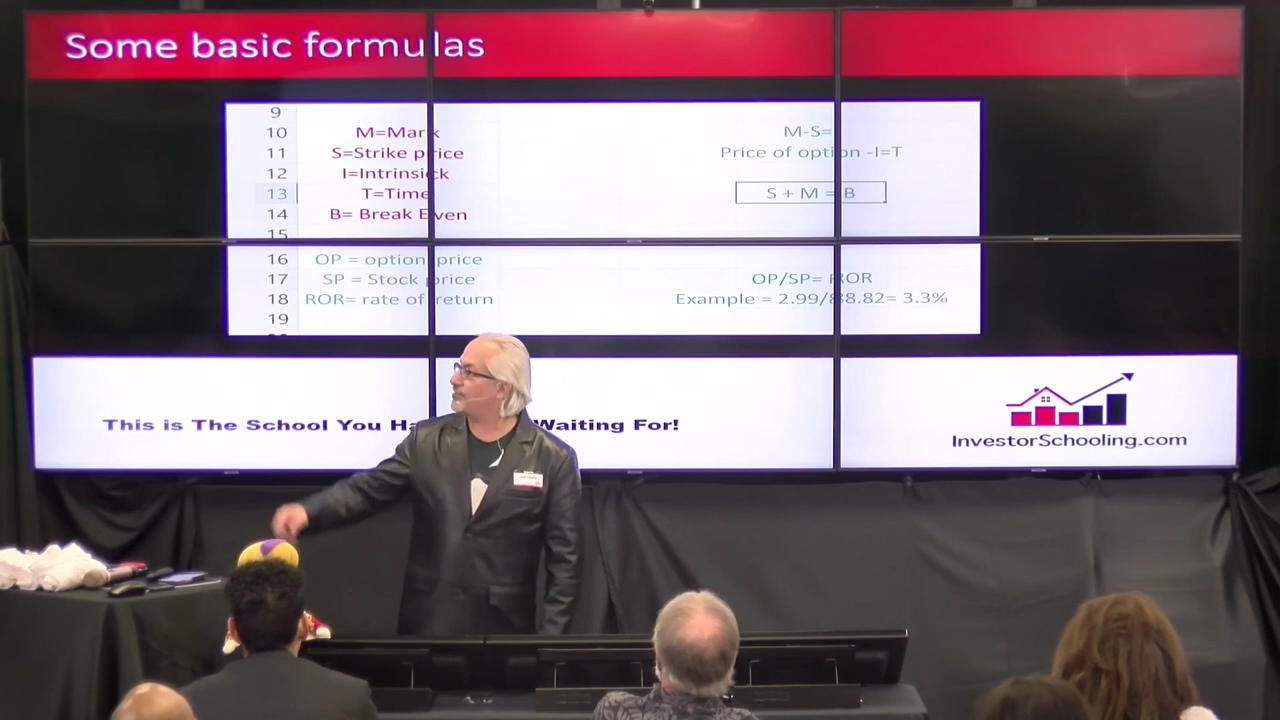 Some basic formulas
9
10 M=Mark M-S=
11 S=Strike price Price of option -I=T
12 I=Intrinsick
13 T=Time S + M = B
14 B= Break Even
15
16 OP = option price
17 SP = Stock price OP/SP= ROR
18 ROR= rate of return Example = 2.99/88.82= 3.3%
19
This is The School You Ha Waiting For!
InvestorSchooling.com